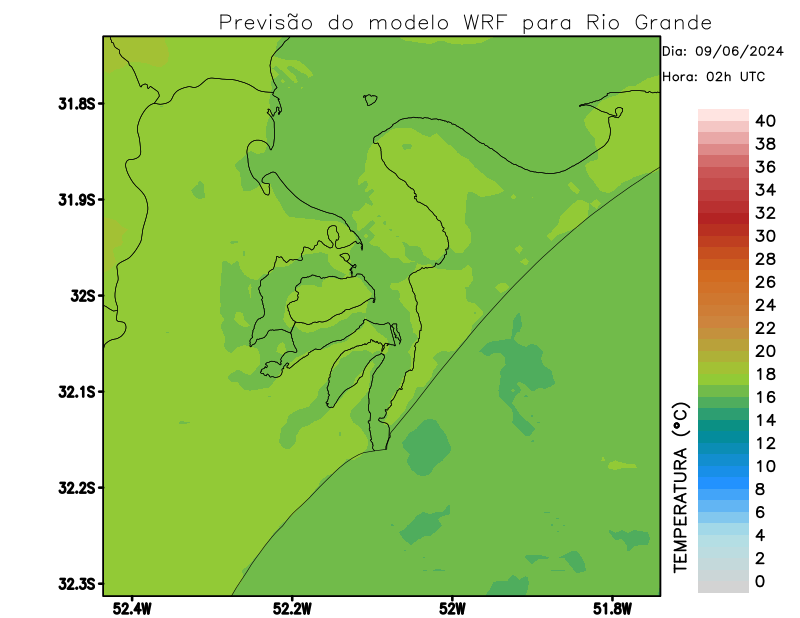 Previsão do modelo WRF para Rio Grande
Dia: 09/06/2024
Hora: 02h UTC
31.8S
31.9S
32S
32.1S
32.2S
32.3S
52.4W
52.2W
52W
51.8W
TEMPERATURA (°C)
40
38
36
34
32
30
28
26
24
22
20
18
16
14
12
10
8
6
4
2
0